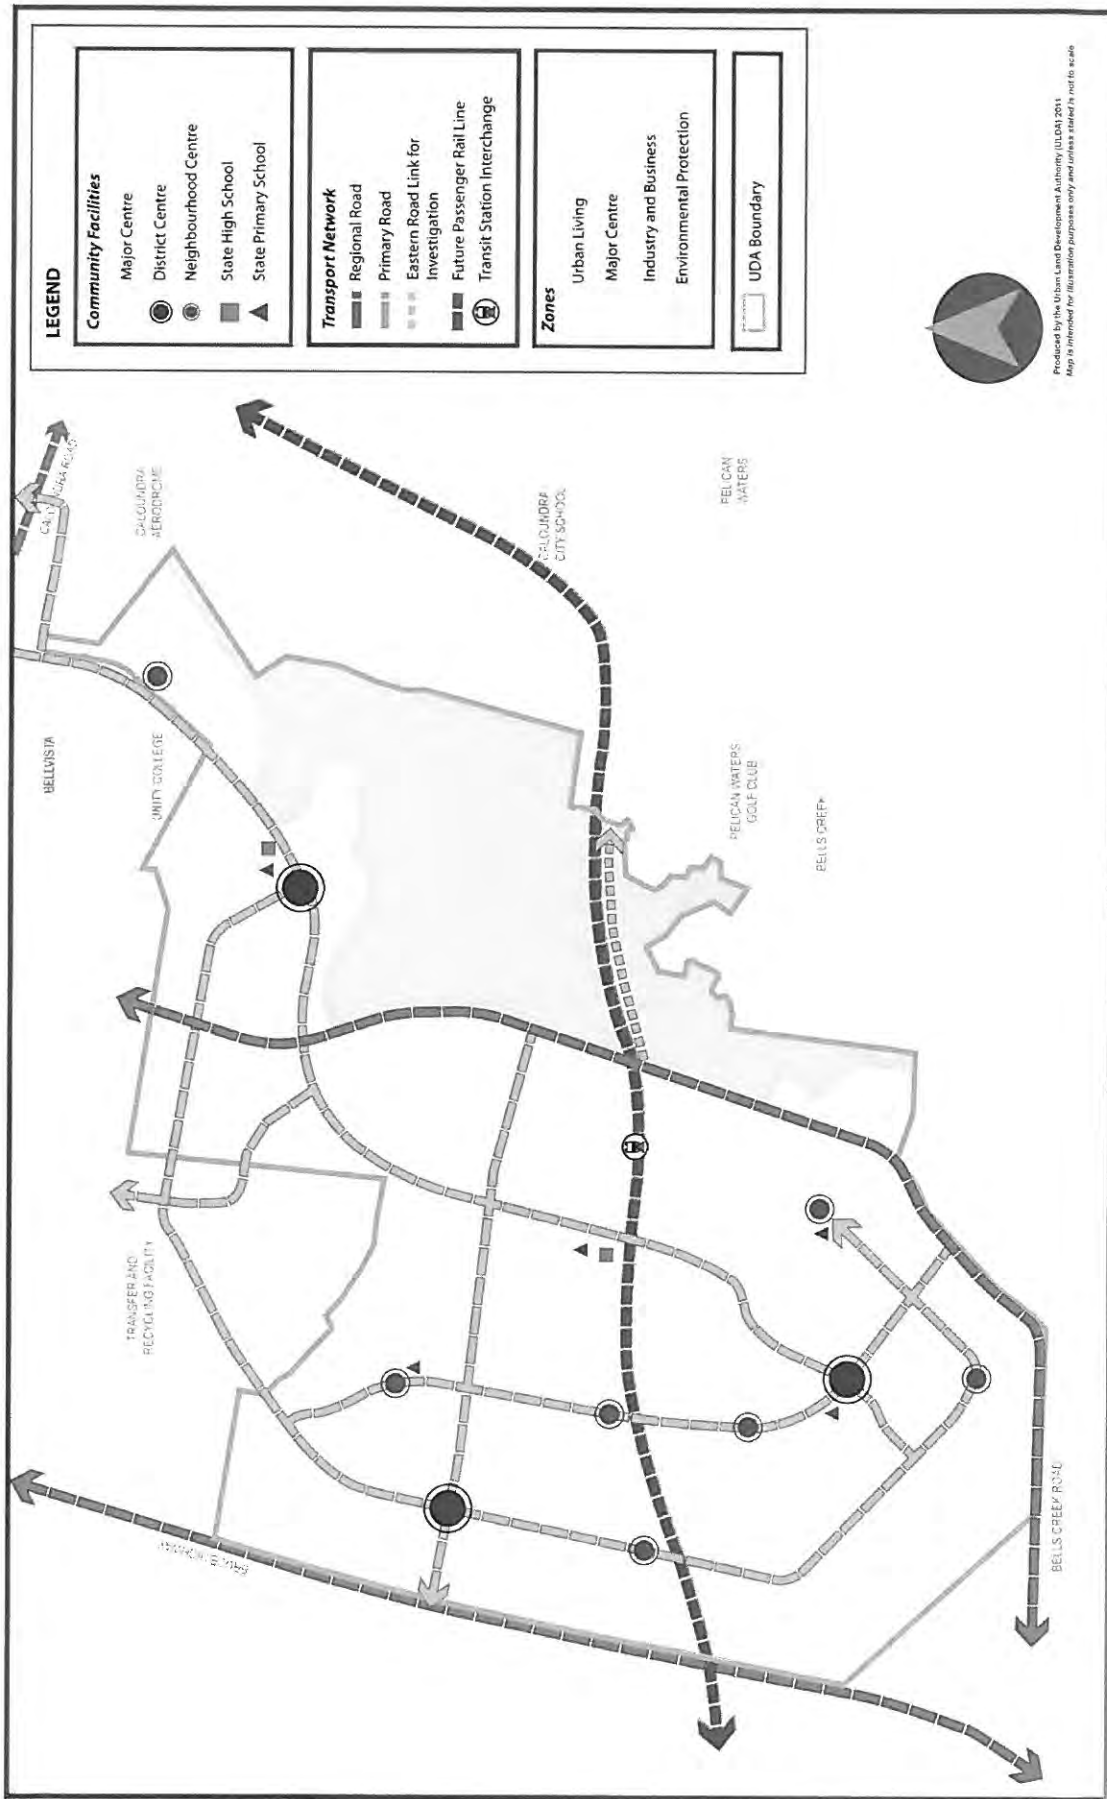 LEGEND
Community Facilities
Major Centre
District Centre
Neighbourhood Centre
State High School
State Primary School
Transport Network
Regional Road
Primary Road
Eastern Road Link for
Investigation
Future Passenger Rail Line
Transit Station Interchange
Zones
Urban Living
Major Centre
Industry and Business
Environmental Protection
UDA Boundary
Produced by the Urban Land Development Authority (ULDA) 2011
Map is intended for illustration purposes only and unless stated is not to scale
CALOUNDRA ROAD
CALOUNDRA
AERODROME
BELLVISTA
UNITY COLLEGE
CALOUNDRA
CITY SCHOOL
PELICAN
WATERS
PELICAN WATERS
GOLF CLUB
BELLS CREEK
TRANSFER AND
RECYCLING FACILITY
BRUCE HIGHWAY
BELLS CREEK ROAD